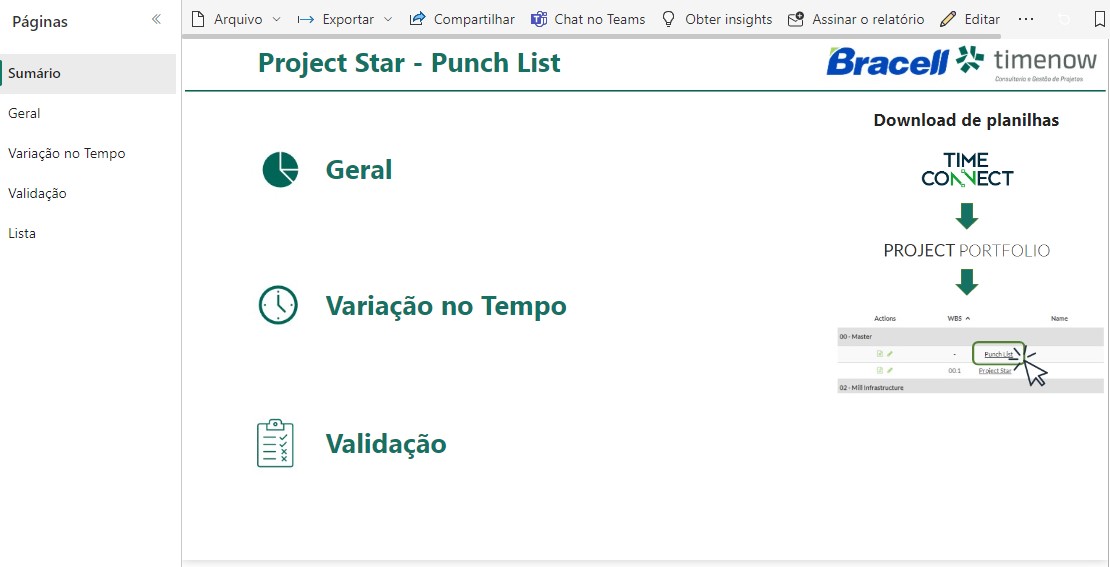 Páginas
Sumário
Geral
Variação no Tempo
Validação
Lista
Arquivo
Exportar
Compartilhar
Chat no Teams
Obter insights
Assinar o relatório
Editar
Project Star - Punch List
Bracell
timenow
Consultoria e Gestão de Projetos
Geral
Variação no Tempo
Validação
Download de planilhas
TIME
CONNECT
PROJECT PORTFOLIO
Actions WBS Name
00 - Master
- Punch List
00.1 Project Star
02 - Mill Infrastructure